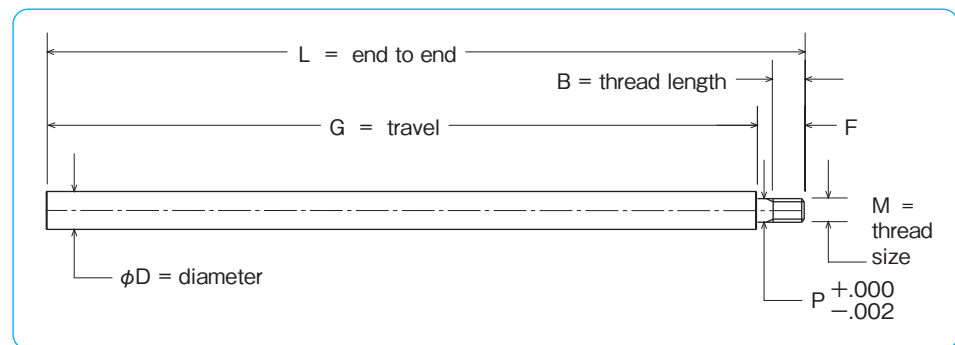 L = end to end
B = thread length
G = travel
F
M =
thread
size
φD = diameter
P +.000
−.002